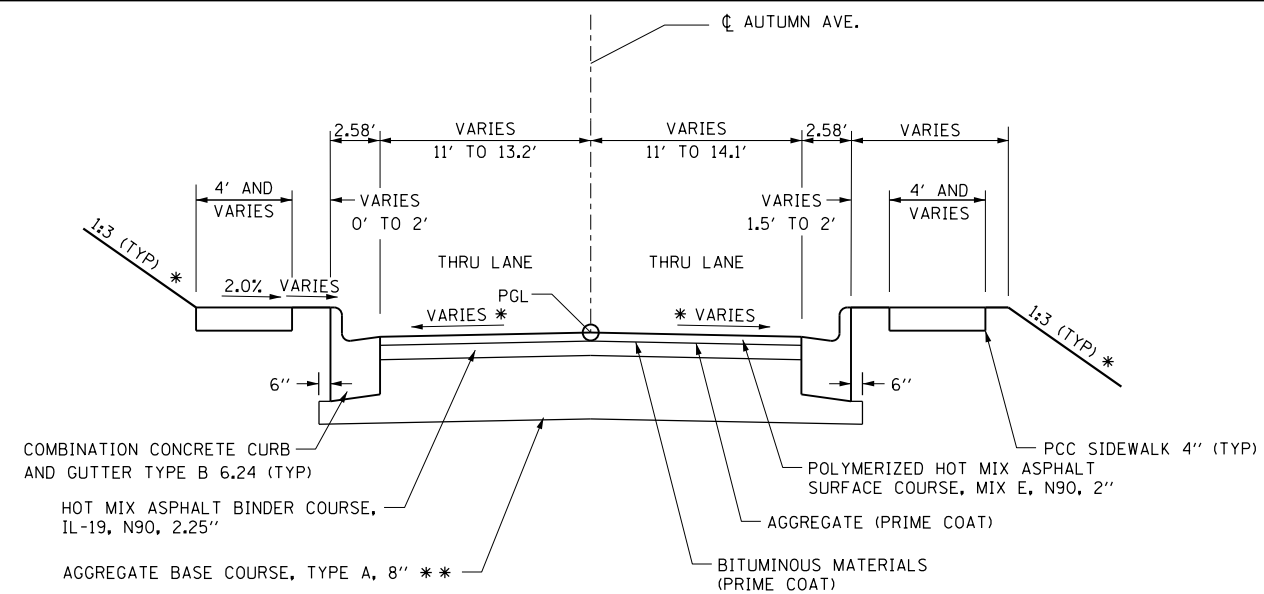 ℄ AUTUMN AVE.
2.58'
VARIES
11' TO 13.2'
VARIES
11' TO 14.1'
2.58'
VARIES
4' AND
VARIES
VARIES
0' TO 2'
VARIES
1.5' TO 2'
4' AND
VARIES
1:3 (TYP) *
2.0%
VARIES
THRU LANE
THRU LANE
PGL
VARIES *
* VARIES
1:3 (TYP) *
6''
6''
COMBINATION CONCRETE CURB
AND GUTTER TYPE B 6.24 (TYP)
HOT MIX ASPHALT BINDER COURSE,
IL-19, N90, 2.25''
AGGREGATE BASE COURSE, TYPE A, 8'' * *
PCC SIDEWALK 4'' (TYP)
POLYMERIZED HOT MIX ASPHALT
SURFACE COURSE, MIX E, N90, 2''
AGGREGATE (PRIME COAT)
BITUMINOUS MATERIALS
(PRIME COAT)